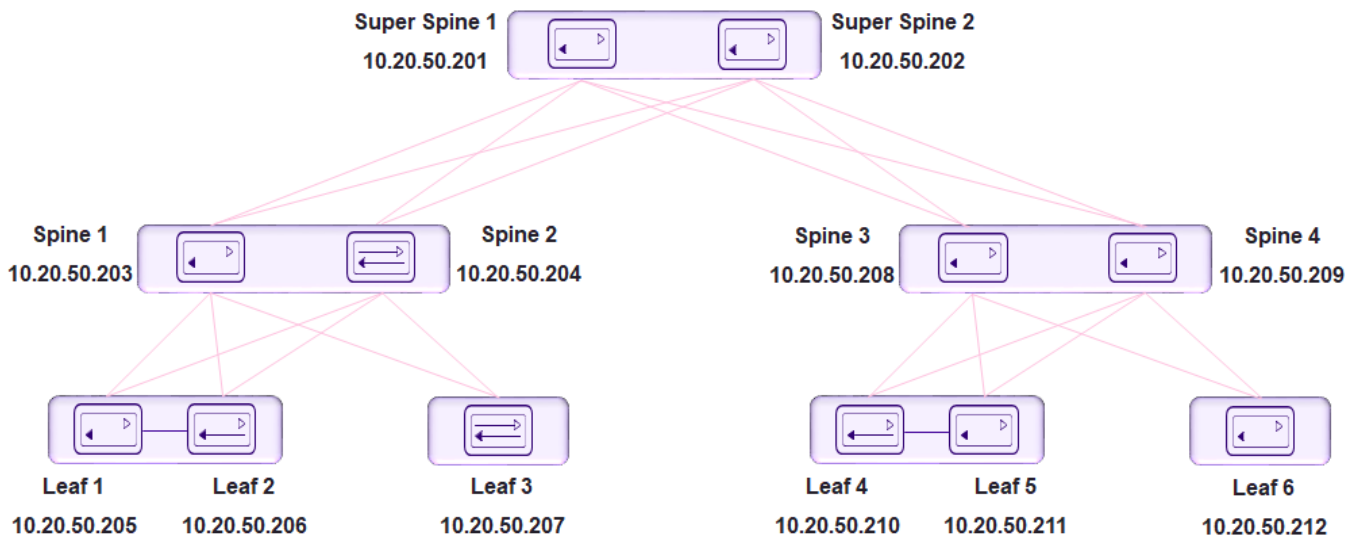 Super Spine 1
10.20.50.201
Super Spine 2
10.20.50.202
Spine 1
10.20.50.203
Spine 2
10.20.50.204
Spine 3
10.20.50.208
Spine 4
10.20.50.209
Leaf 1
10.20.50.205
Leaf 2
10.20.50.206
Leaf 3
10.20.50.207
Leaf 4
10.20.50.210
Leaf 5
10.20.50.211
Leaf 6
10.20.50.212